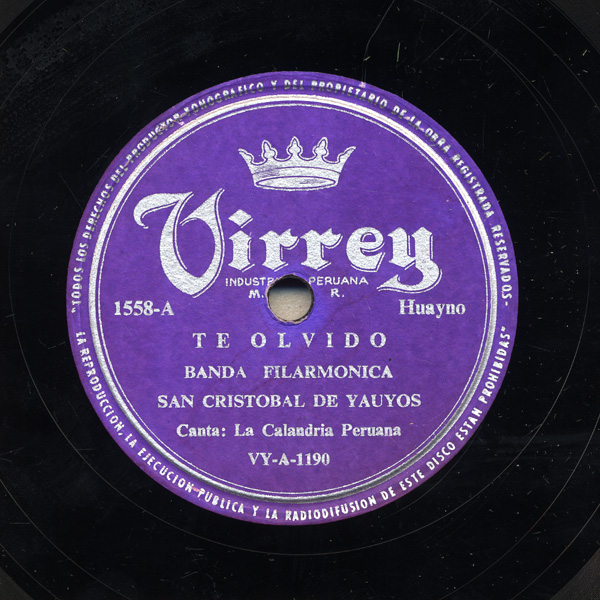 "TODOS LOS DERECHOS DEL PRODUCTOR FONOGRAFICO Y DEL PROPIETARIO DE LA OBRA REGISTRADA RESERVADOS-
Virrey
INDUSTRIA PERUANA
M. R.
1558-A
Huayno
TE OLVIDO
BANDA FILARMONICA
SAN CRISTOBAL DE YAUYOS
Canta: La Calandria Peruana
VY-A-1190
LA REPRODUCCION, LA EJECUCION PUBLICA Y LA RADIODIFUSION DE ESTE DISCO ESTAN PROHIBIDAS"